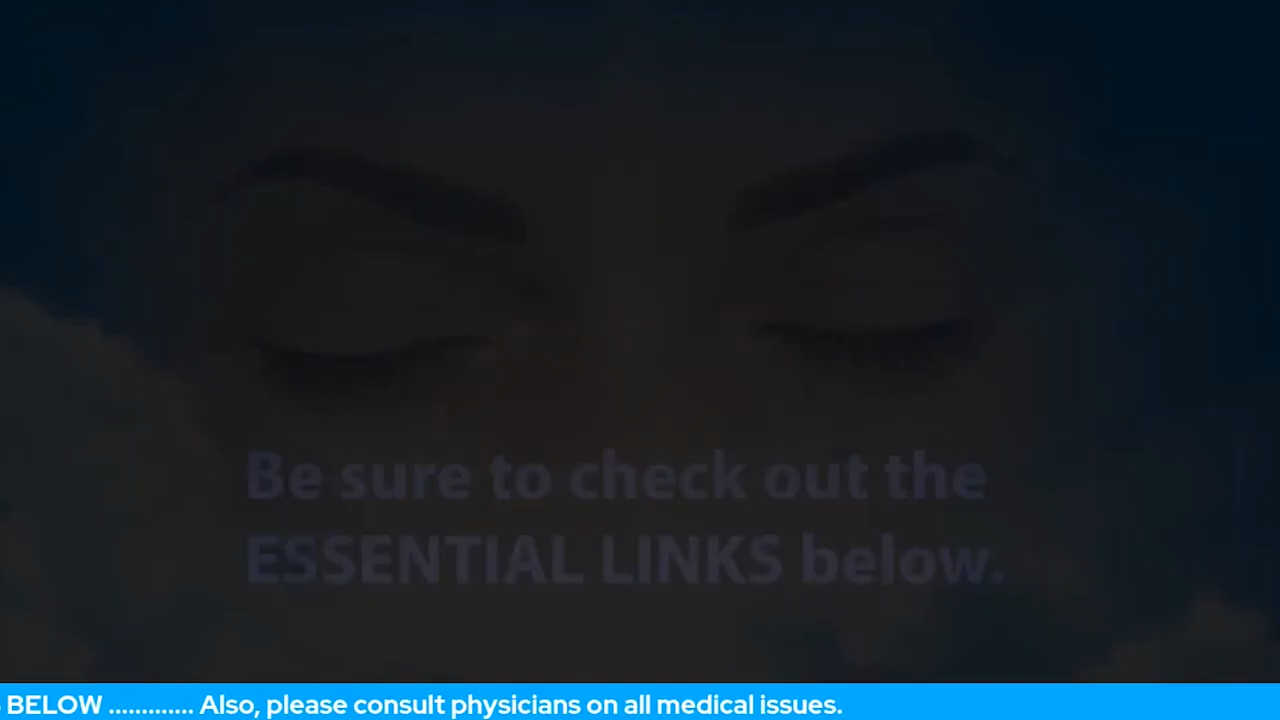 Be sure to check out the
ESSENTIAL LINKS below.
BELOW ............. Also, please consult physicians on all medical issues.